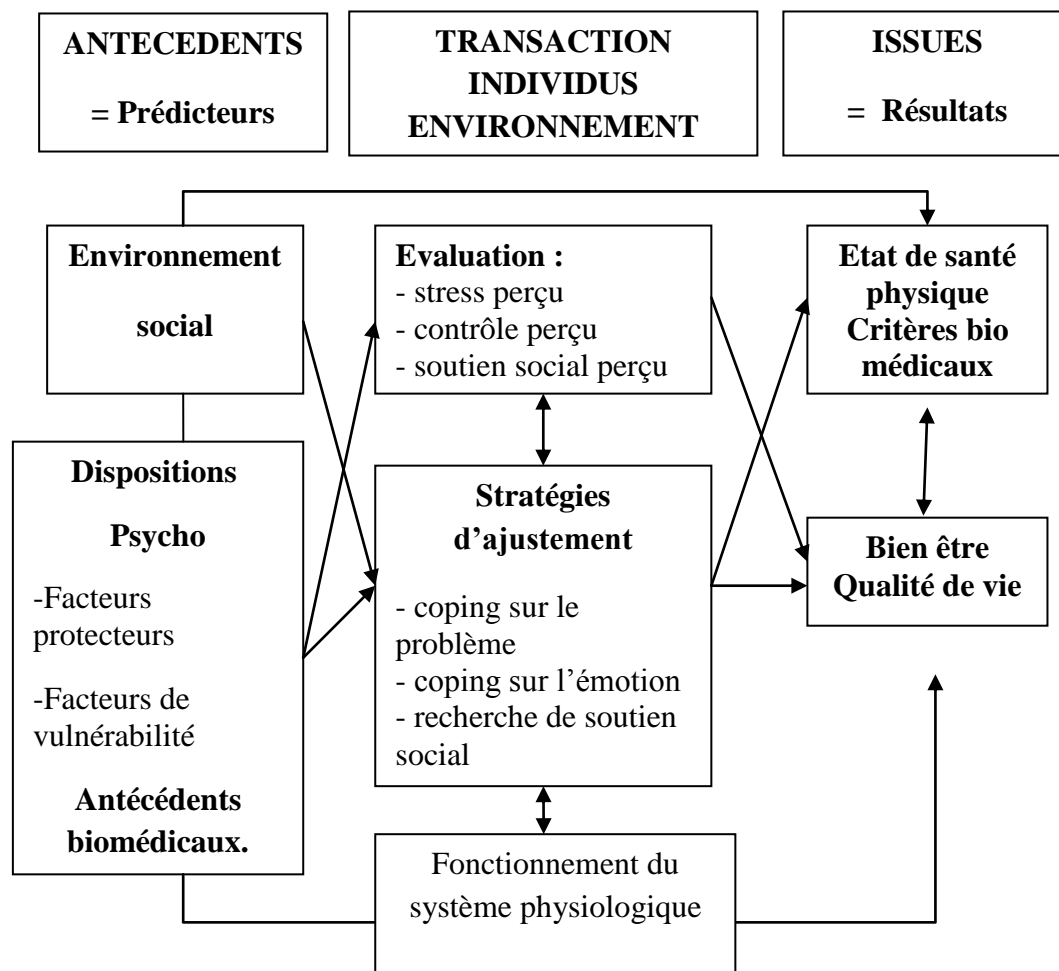 ANTECEDENTS
= Prédicteurs
TRANSACTION
INDIVIDUS
ENVIRONNEMENT
ISSUES
= Résultats
Environnement
social
Evaluation :
- stress perçu
- contrôle perçu
- soutien social perçu
Etat de santé
physique
Critères bio
médicaux
Dispositions
Psycho
-Facteurs
protecteurs
-Facteurs de
vulnérabilité
Antécédents
biomédicaux.
Stratégies
d’ajustement
- coping sur le
problème
- coping sur l’émotion
- recherche de soutien
social
Bien être
Qualité de vie
Fonctionnement du
système physiologique